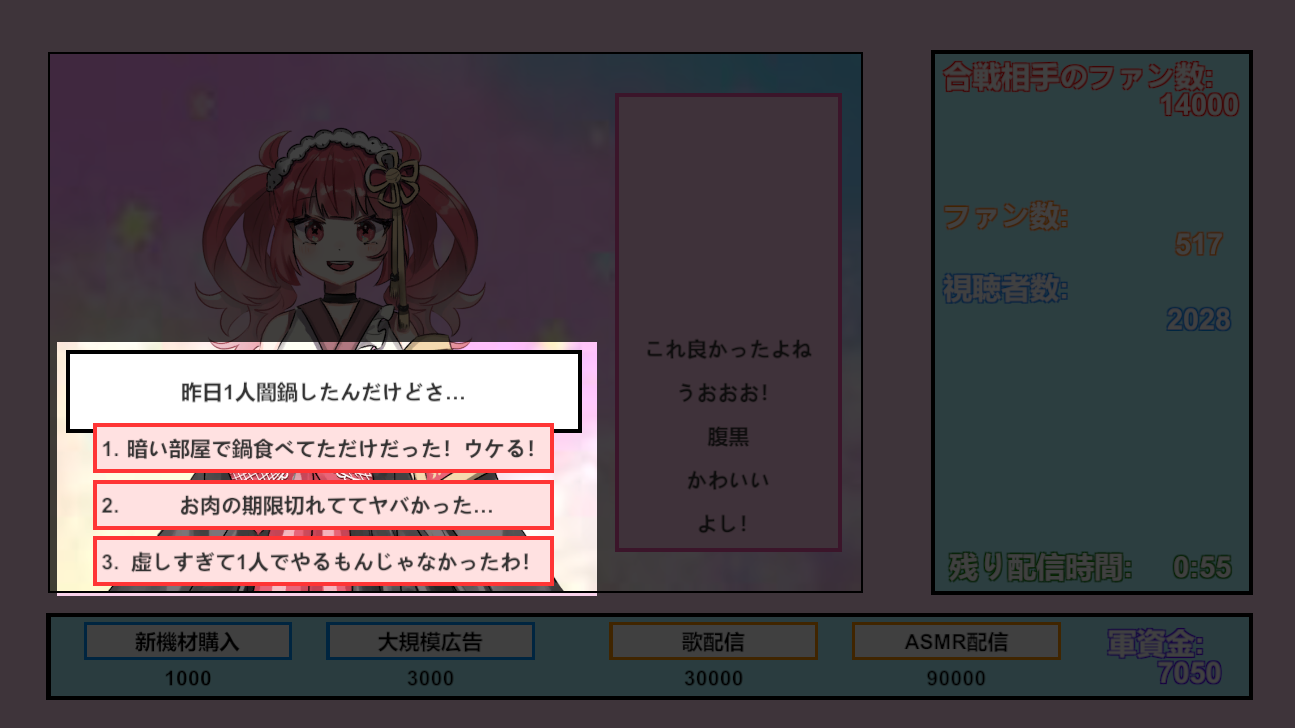 合戦相手のファン数:
14000
ファン数:
517
視聴者数:
2028
残り配信時間: 0:55
これ良かったよね
うおおお!
腹黒
かわいい
よし!
昨日1人闇鍋したんだけどさ…
1. 暗い部屋で鍋食べてただけだった! ウケる!
2. お肉の期限切れててヤバかった…
3. 虚しすぎて1人でやるもんじゃなかったわ!
新機材購入 大規模広告 歌配信 ASMR配信 軍資金:
1000 3000 30000 90000 7050